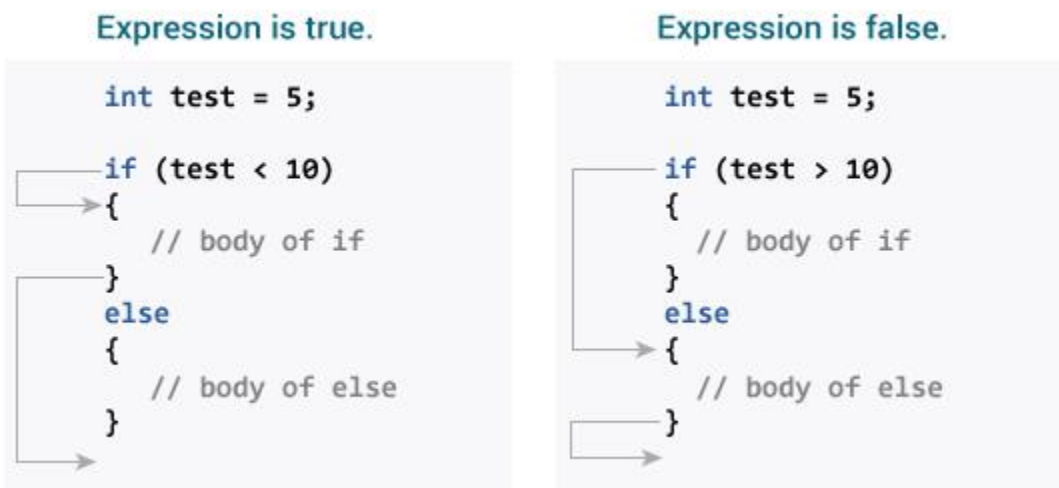 Expression is true.
int test = 5;
if (test < 10)
{
// body of if
}
else
{
// body of else
}
Expression is false.
int test = 5;
if (test > 10)
{
// body of if
}
else
{
// body of else
}